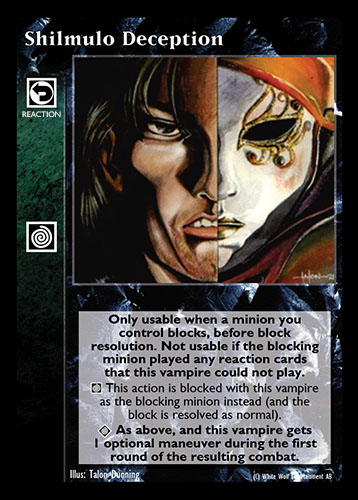 Shilmulo Deception
REACTION
Only usable when a minion you
control blocks, before block
resolution. Not usable if the blocking
minion played any reaction cards
that this vampire could not play.
This action is blocked with this vampire
as the blocking minion instead (and the
block is resolved as normal).
As above, and this vampire gets
1 optional maneuver during the first
round of the resulting combat.
Illus: Talon Dunning
(C) White Wolf Entertainment AB